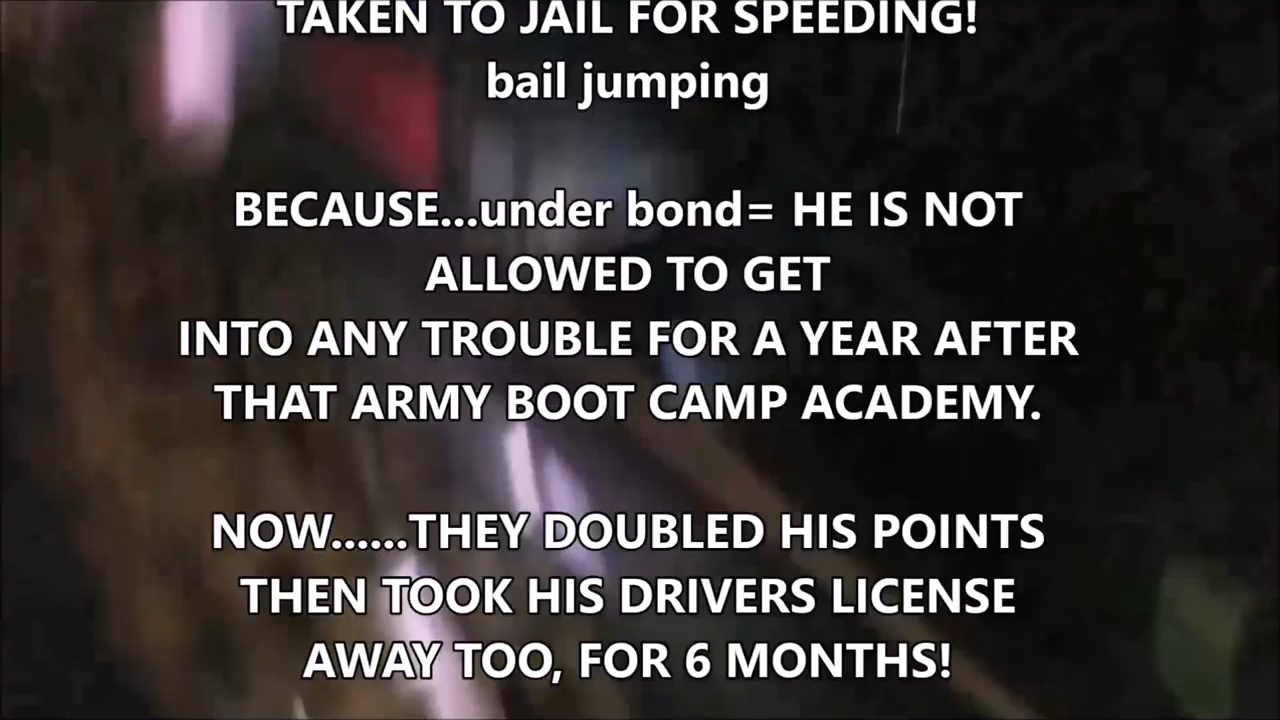 TAKEN TO JAIL FOR SPEEDING!
bail jumping
BECAUSE...under bond= HE IS NOT
ALLOWED TO GET
INTO ANY TROUBLE FOR A YEAR AFTER
THAT ARMY BOOT CAMP ACADEMY.
NOW......THEY DOUBLED HIS POINTS
THEN TOOK HIS DRIVERS LICENSE
AWAY TOO, FOR 6 MONTHS!